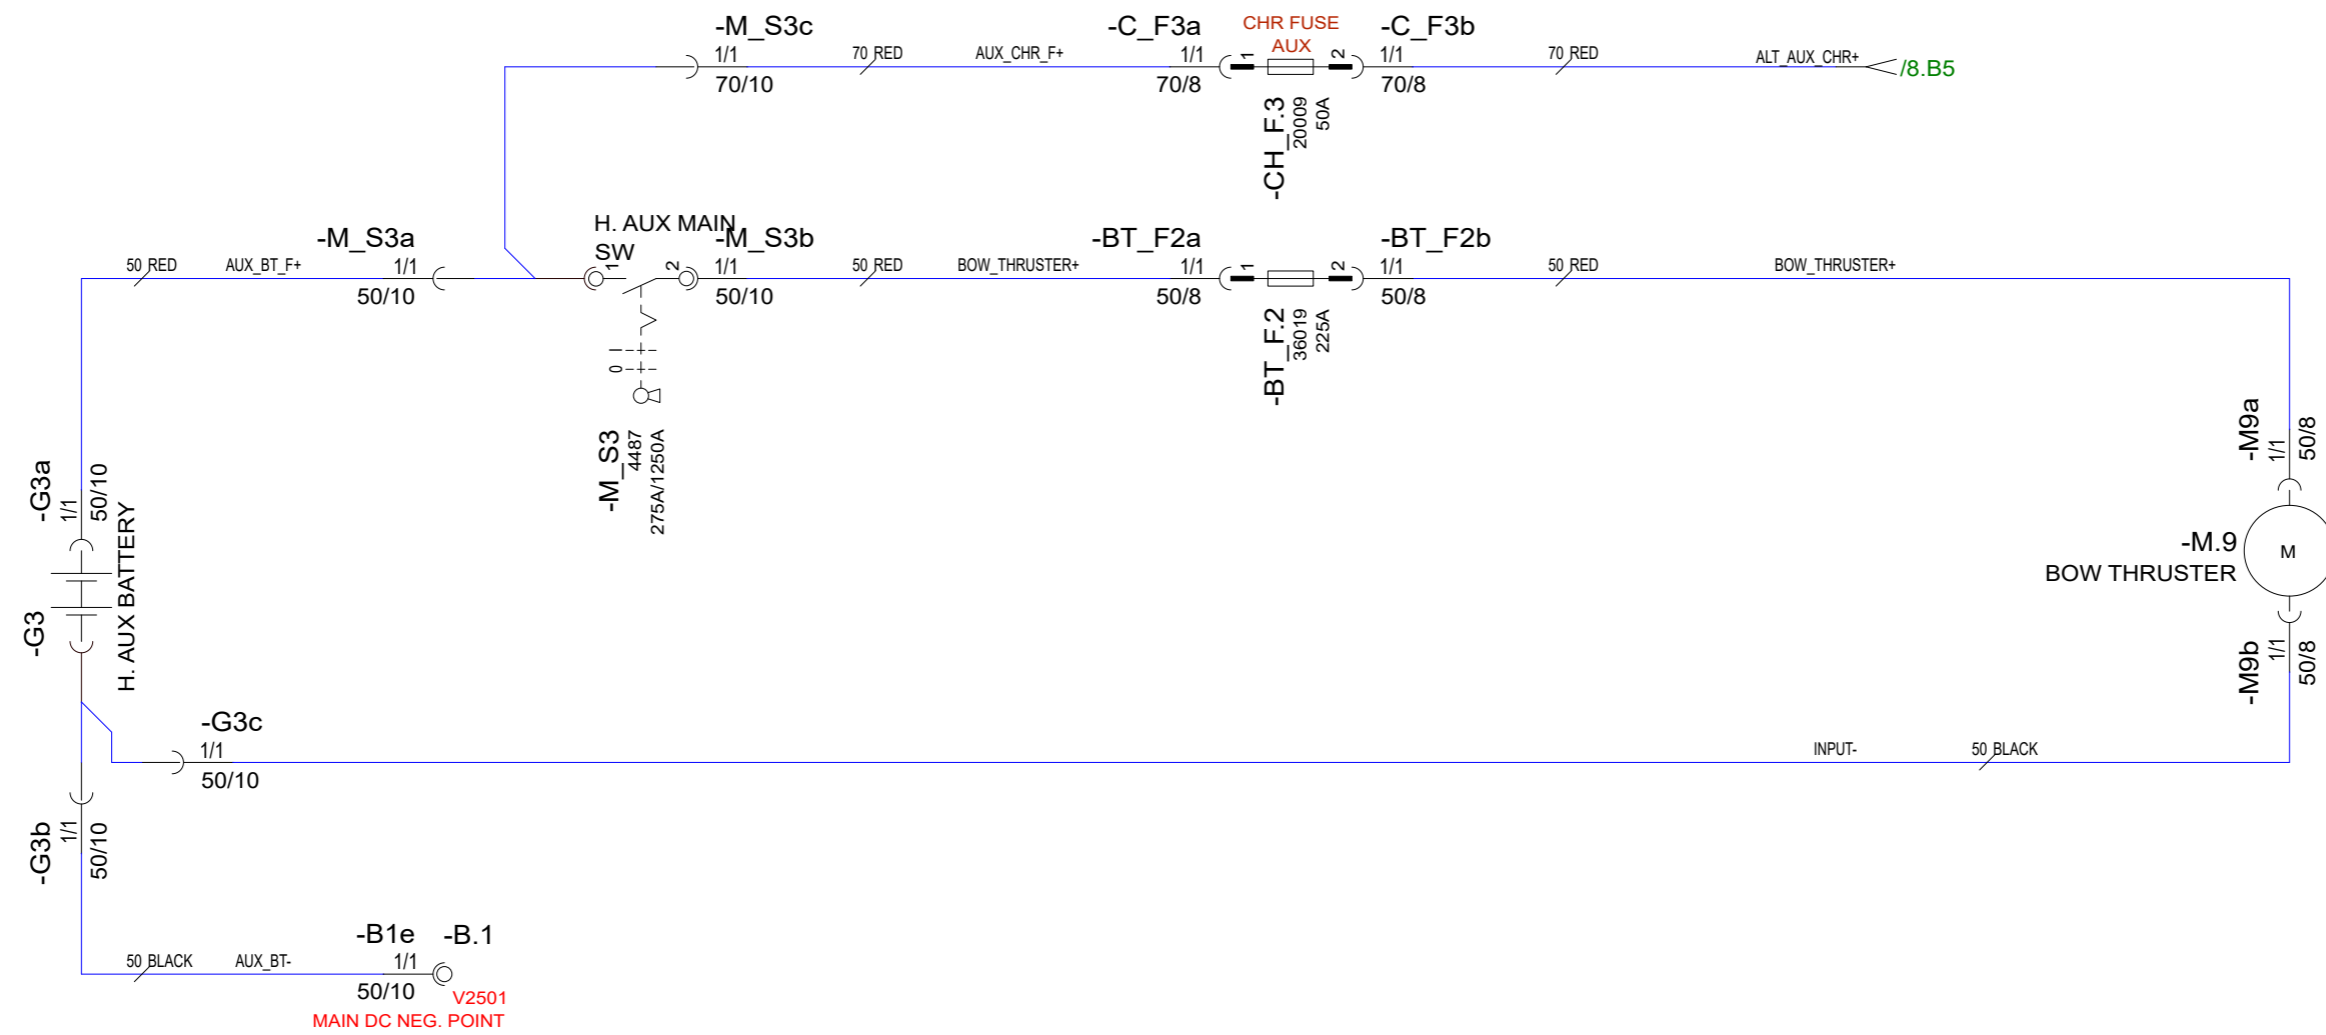 -M_S3c
1/1
70/10
70 RED
AUX_CHR_F+
-C_F3a
1/1
70/8
CHR FUSE
AUX
1
2
-CH_F.3
20009
50A
-C_F3b
1/1
70/8
70 RED
ALT_AUX_CHR+
/8.B5
50 RED
AUX_BT_F+
-M_S3a
1/1
50/10
H. AUX MAIN
SW
1
2
0
I
-M_S3
4487
275A/1250A
-M_S3b
1/1
50/10
50 RED
BOW_THRUSTER+
-BT_F2a
1/1
50/8
1
2
-BT_F.2
36019
225A
-BT_F2b
1/1
50/8
50 RED
BOW_THRUSTER+
-G3a
1/1
50/10
-G3
H. AUX BATTERY
-M9a
1/1
50/8
-M.9
BOW THRUSTER
M
-M9b
1/1
50/8
-G3c
1/1
50/10
INPUT-
50 BLACK
-G3b
1/1
50/10
50 BLACK
AUX_BT-
-B1e
1/1
50/10
-B.1
V2501
MAIN DC NEG. POINT